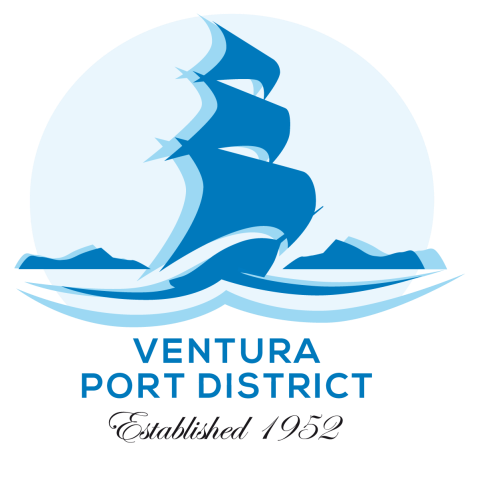 VENTURA
PORT DISTRICT
Established 1952